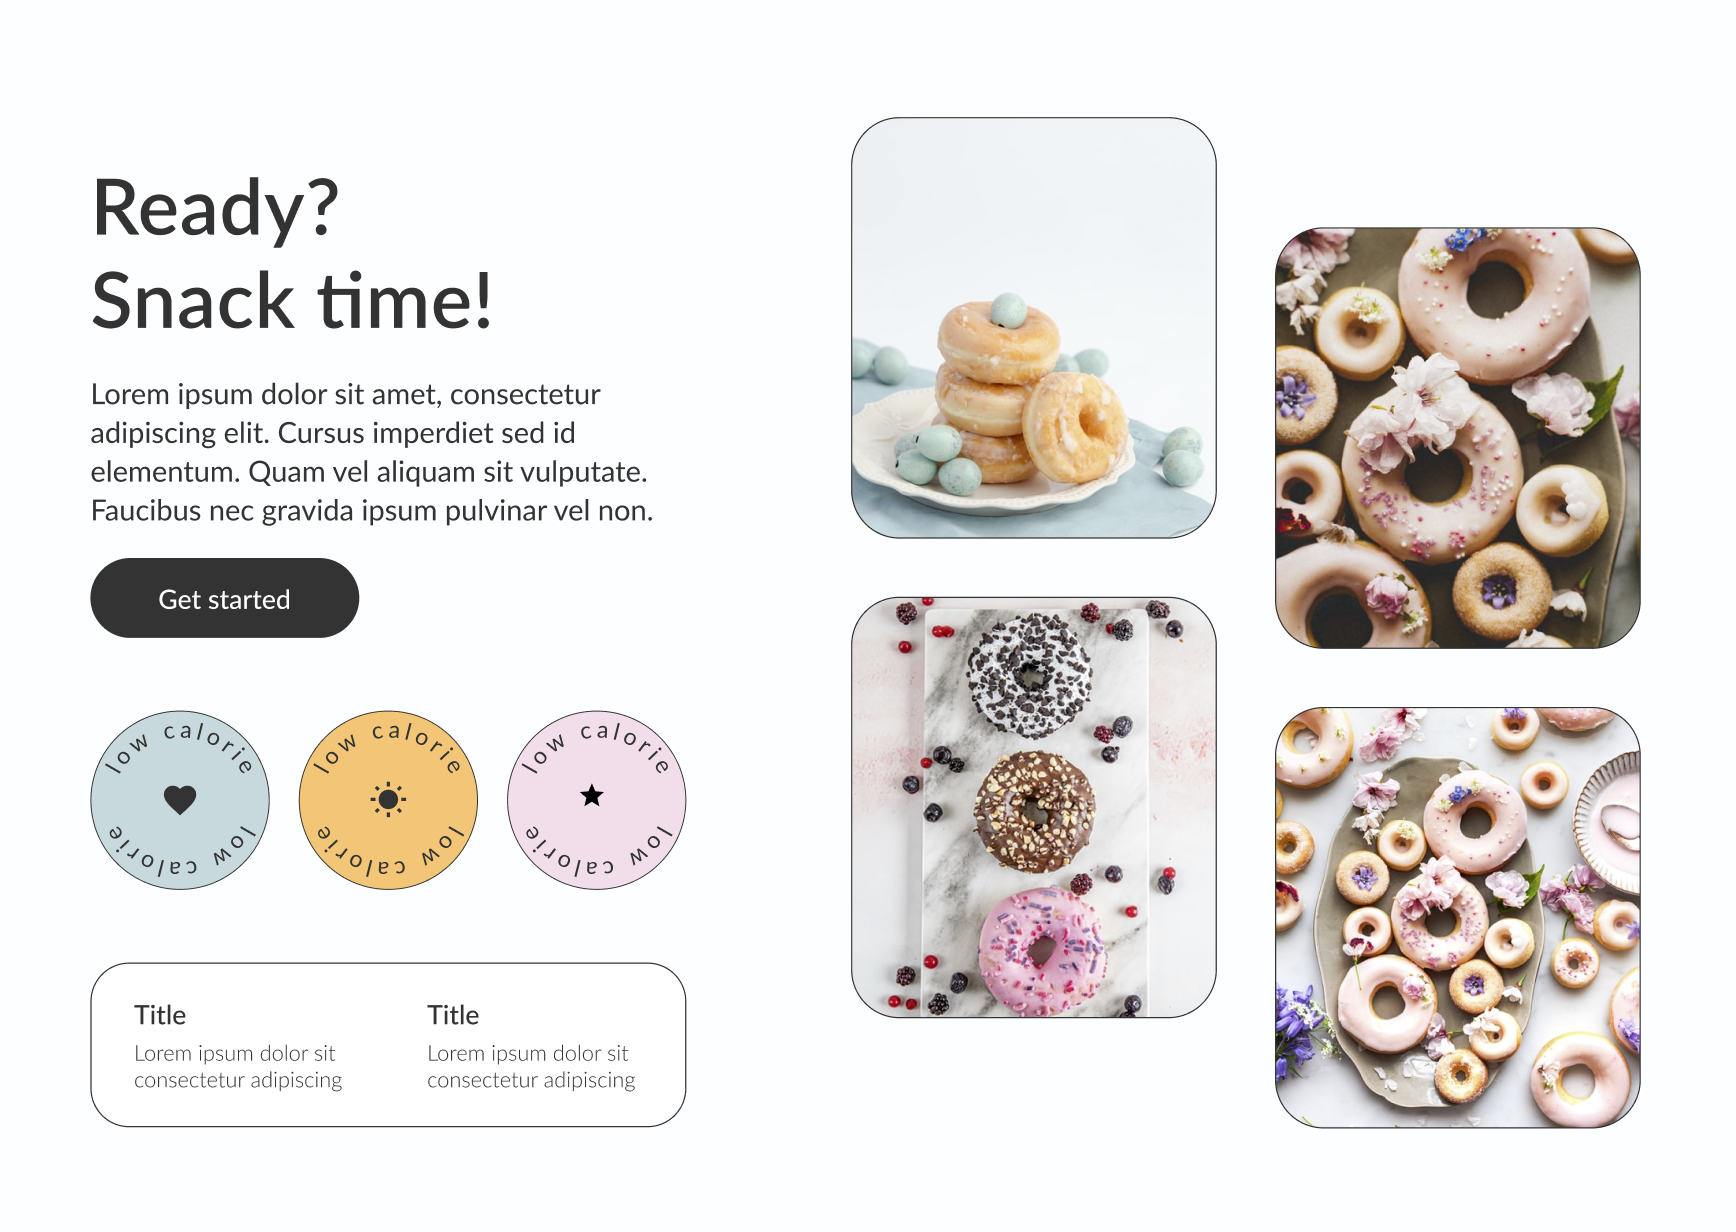 Ready?
Snack time!
Lorem ipsum dolor sit amet, consectetur
adipiscing elit. Cursus imperdiet sed id
elementum. Quam vel aliquam sit vulputate.
Faucibus nec gravida ipsum pulvinar vel non.
Get started
low calorie
low calorie
low calorie
low calorie
low calorie
low calorie
Title
Lorem ipsum dolor sit
consectetur adipiscing
Title
Lorem ipsum dolor sit
consectetur adipiscing